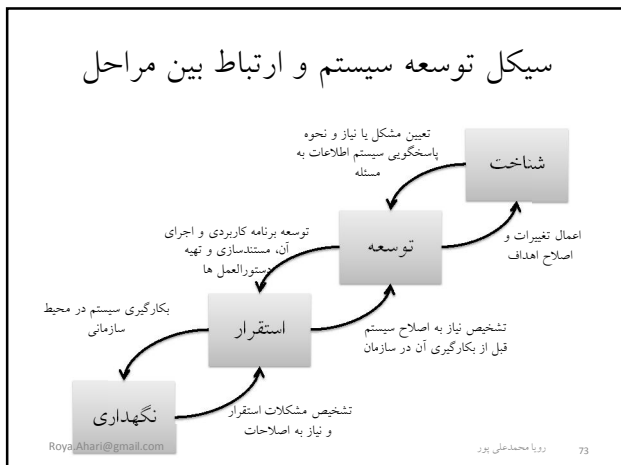 سیکل توسعه سیستم و ارتباط بین مراحل
تعیین مشکل یا نیاز و نحوه
پاسخگویی سیستم اطلاعات به
مسئله
شناخت
اعمال تغییرات و
اصلاح اهداف
توسعه برنامه کاربردی و اجرای
آن، مستندسازی و تهیه
دستورالعمل ها
توسعه
تشخیص نیاز به اصلاح سیستم
قبل از بکارگیری آن در سازمان
بکارگیری سیستم در محیط
سازمانی
استقرار
تشخیص مشکلات استقرار
و نیاز به اصلاحات
نگهداری
Roya.Ahari@gmail.com
رویا محمدعلی پور
73